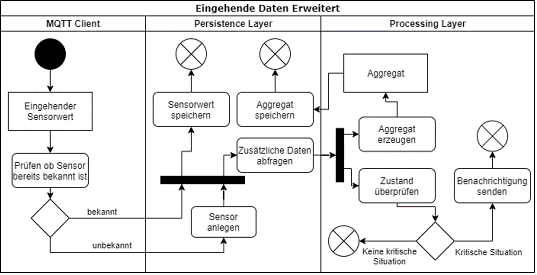 Eingehende Daten Erweitert
MQTT Client
Persistence Layer
Processing Layer
Eingehender
Sensorwert
Prüfen ob Sensor
bereits bekannt ist
bekannt
unbekannt
Sensorwert
speichern
Aggregat
speichern
Zusätzliche Daten
abfragen
Sensor
anlegen
Aggregat
Aggregat
erzeugen
Zustand
überprüfen
Benachrichtigung
senden
Keine kritische
Situation
Kritische Situation